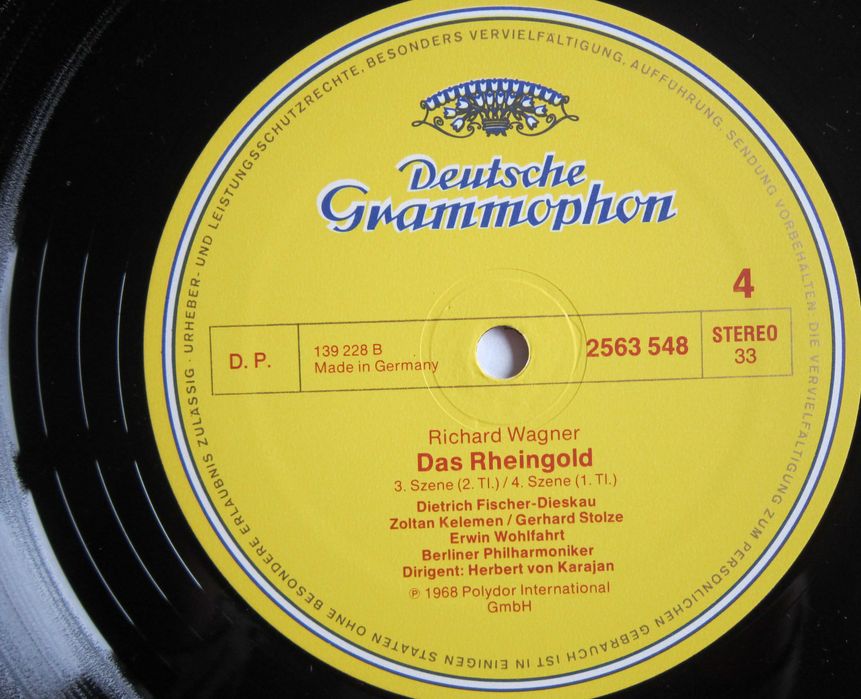 Deutsche
Grammophon
4
D. P.
139 228 B
Made in Germany
2563 548
STEREO
33
Richard Wagner
Das Rheingold
3. Szene (2. Tl.) / 4. Szene (1. Tl.)
Dietrich Fischer-Dieskau
Zoltan Kelemen / Gerhard Stolze
Erwin Wohlfahrt
Berliner Philharmoniker
Dirigent: Herbert von Karajan
℗ 1968 Polydor International
GmbH
URHEBER- UND LEISTUNGSSCHUTZRECHTE, BESONDERS VERVIELFÄLTIGUNG, AUFFÜHRUNG, SENDUNG VORBEHALTEN. DIE VERVIELFÄLTIGUNG ZUM PERSÖNLICHEN GEBRAUCH IST IN EINIGEN STAATEN OHNE BESONDERE ERLAUBNIS ZULÄSSIG ·